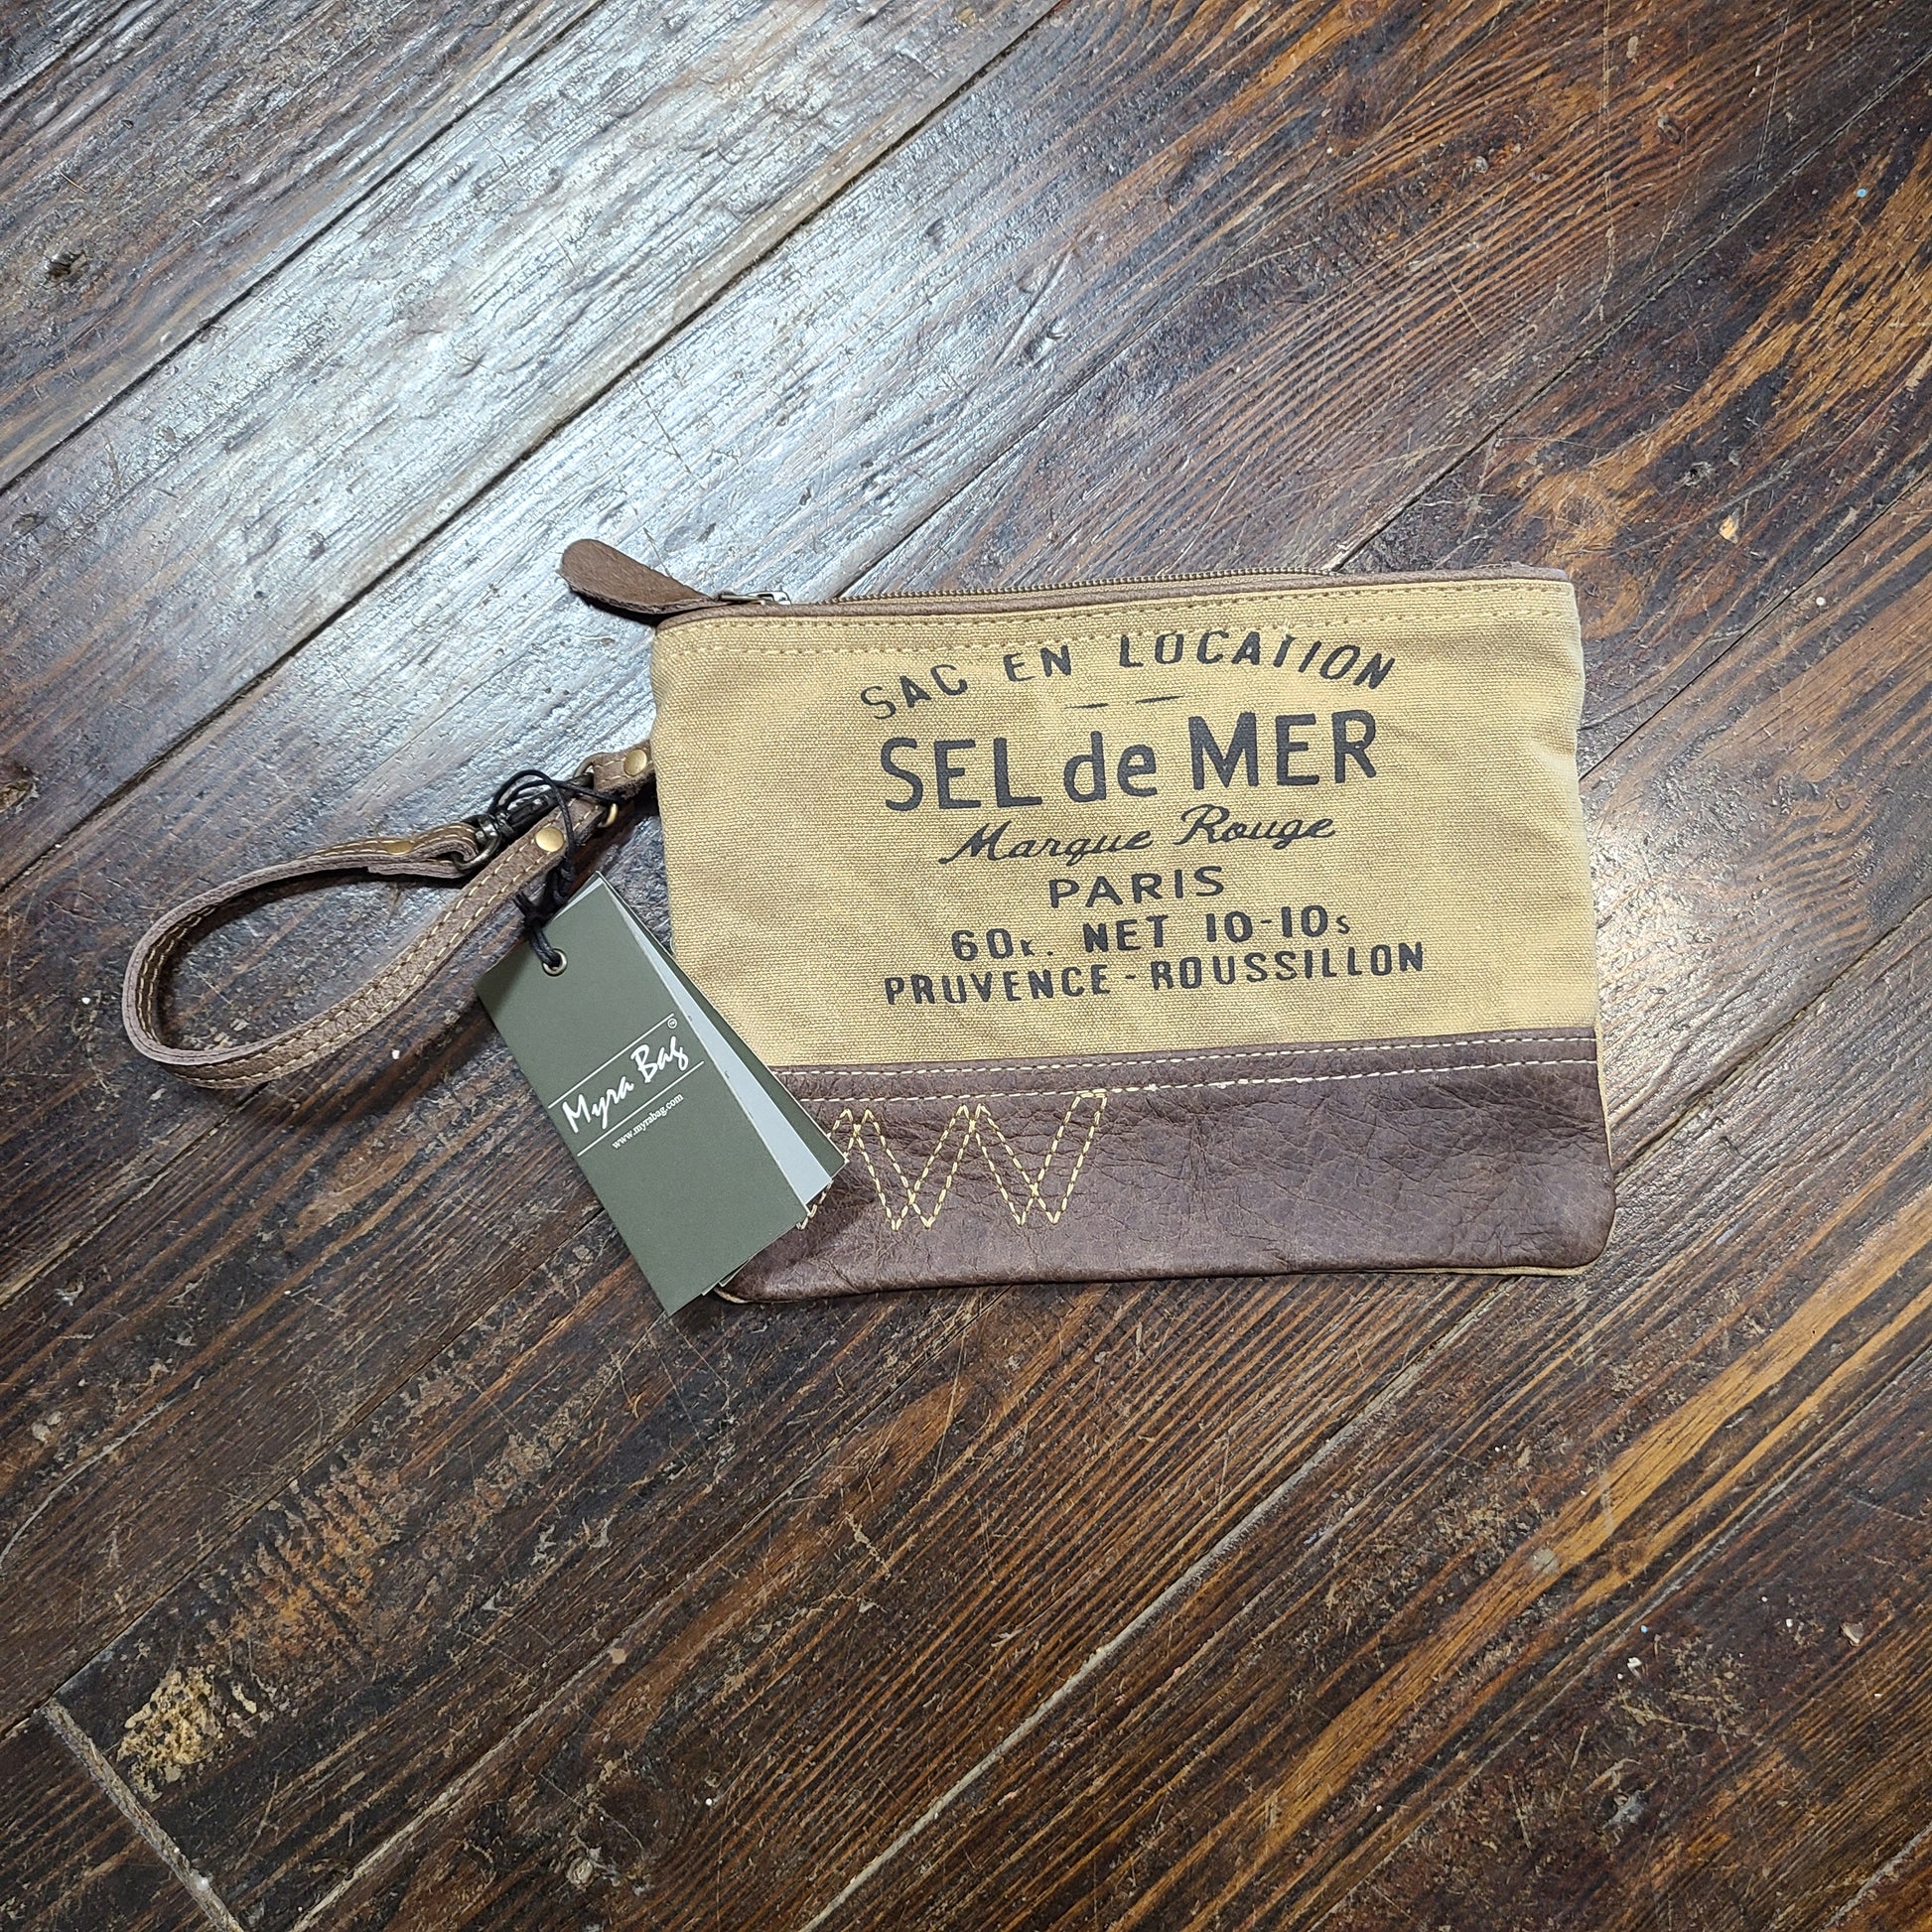 SAC EN LOCATION
SEL de MER
Marque Rouge
PARIS
60K. NET 10-10s
PRUVENCE-ROUSSILLON
Myra Bag
www.myrabag.com